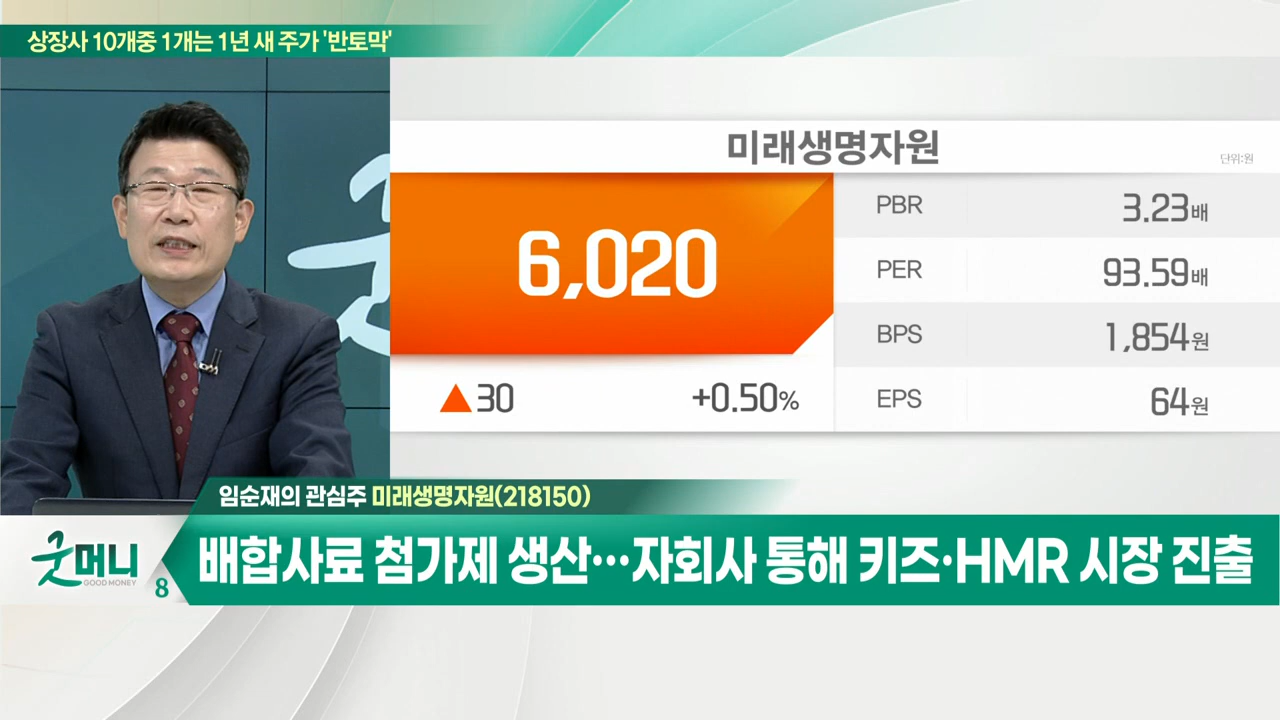 상장사 10개중 1개는 1년 새 주가 '반토막'
미래생명자원
단위:원
6,020
▲30 +0.50%
PBR 3.23배
PER 93.59배
BPS 1,854원
EPS 64원
임순재의 관심주 미래생명자원(218150)
굿머니
GOOD MONEY
8
배합사료 첨가제 생산…자회사 통해 키즈·HMR 시장 진출